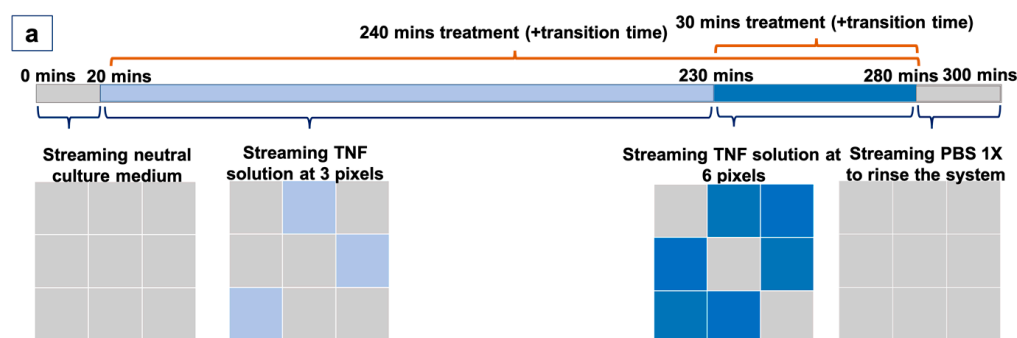 a
240 mins treatment (+transition time)
30 mins treatment (+transition time)
0 mins 20 mins 230 mins 280 mins 300 mins
Streaming neutral
culture medium
Streaming TNF
solution at 3 pixels
Streaming TNF solution at
6 pixels
Streaming PBS 1X
to rinse the system